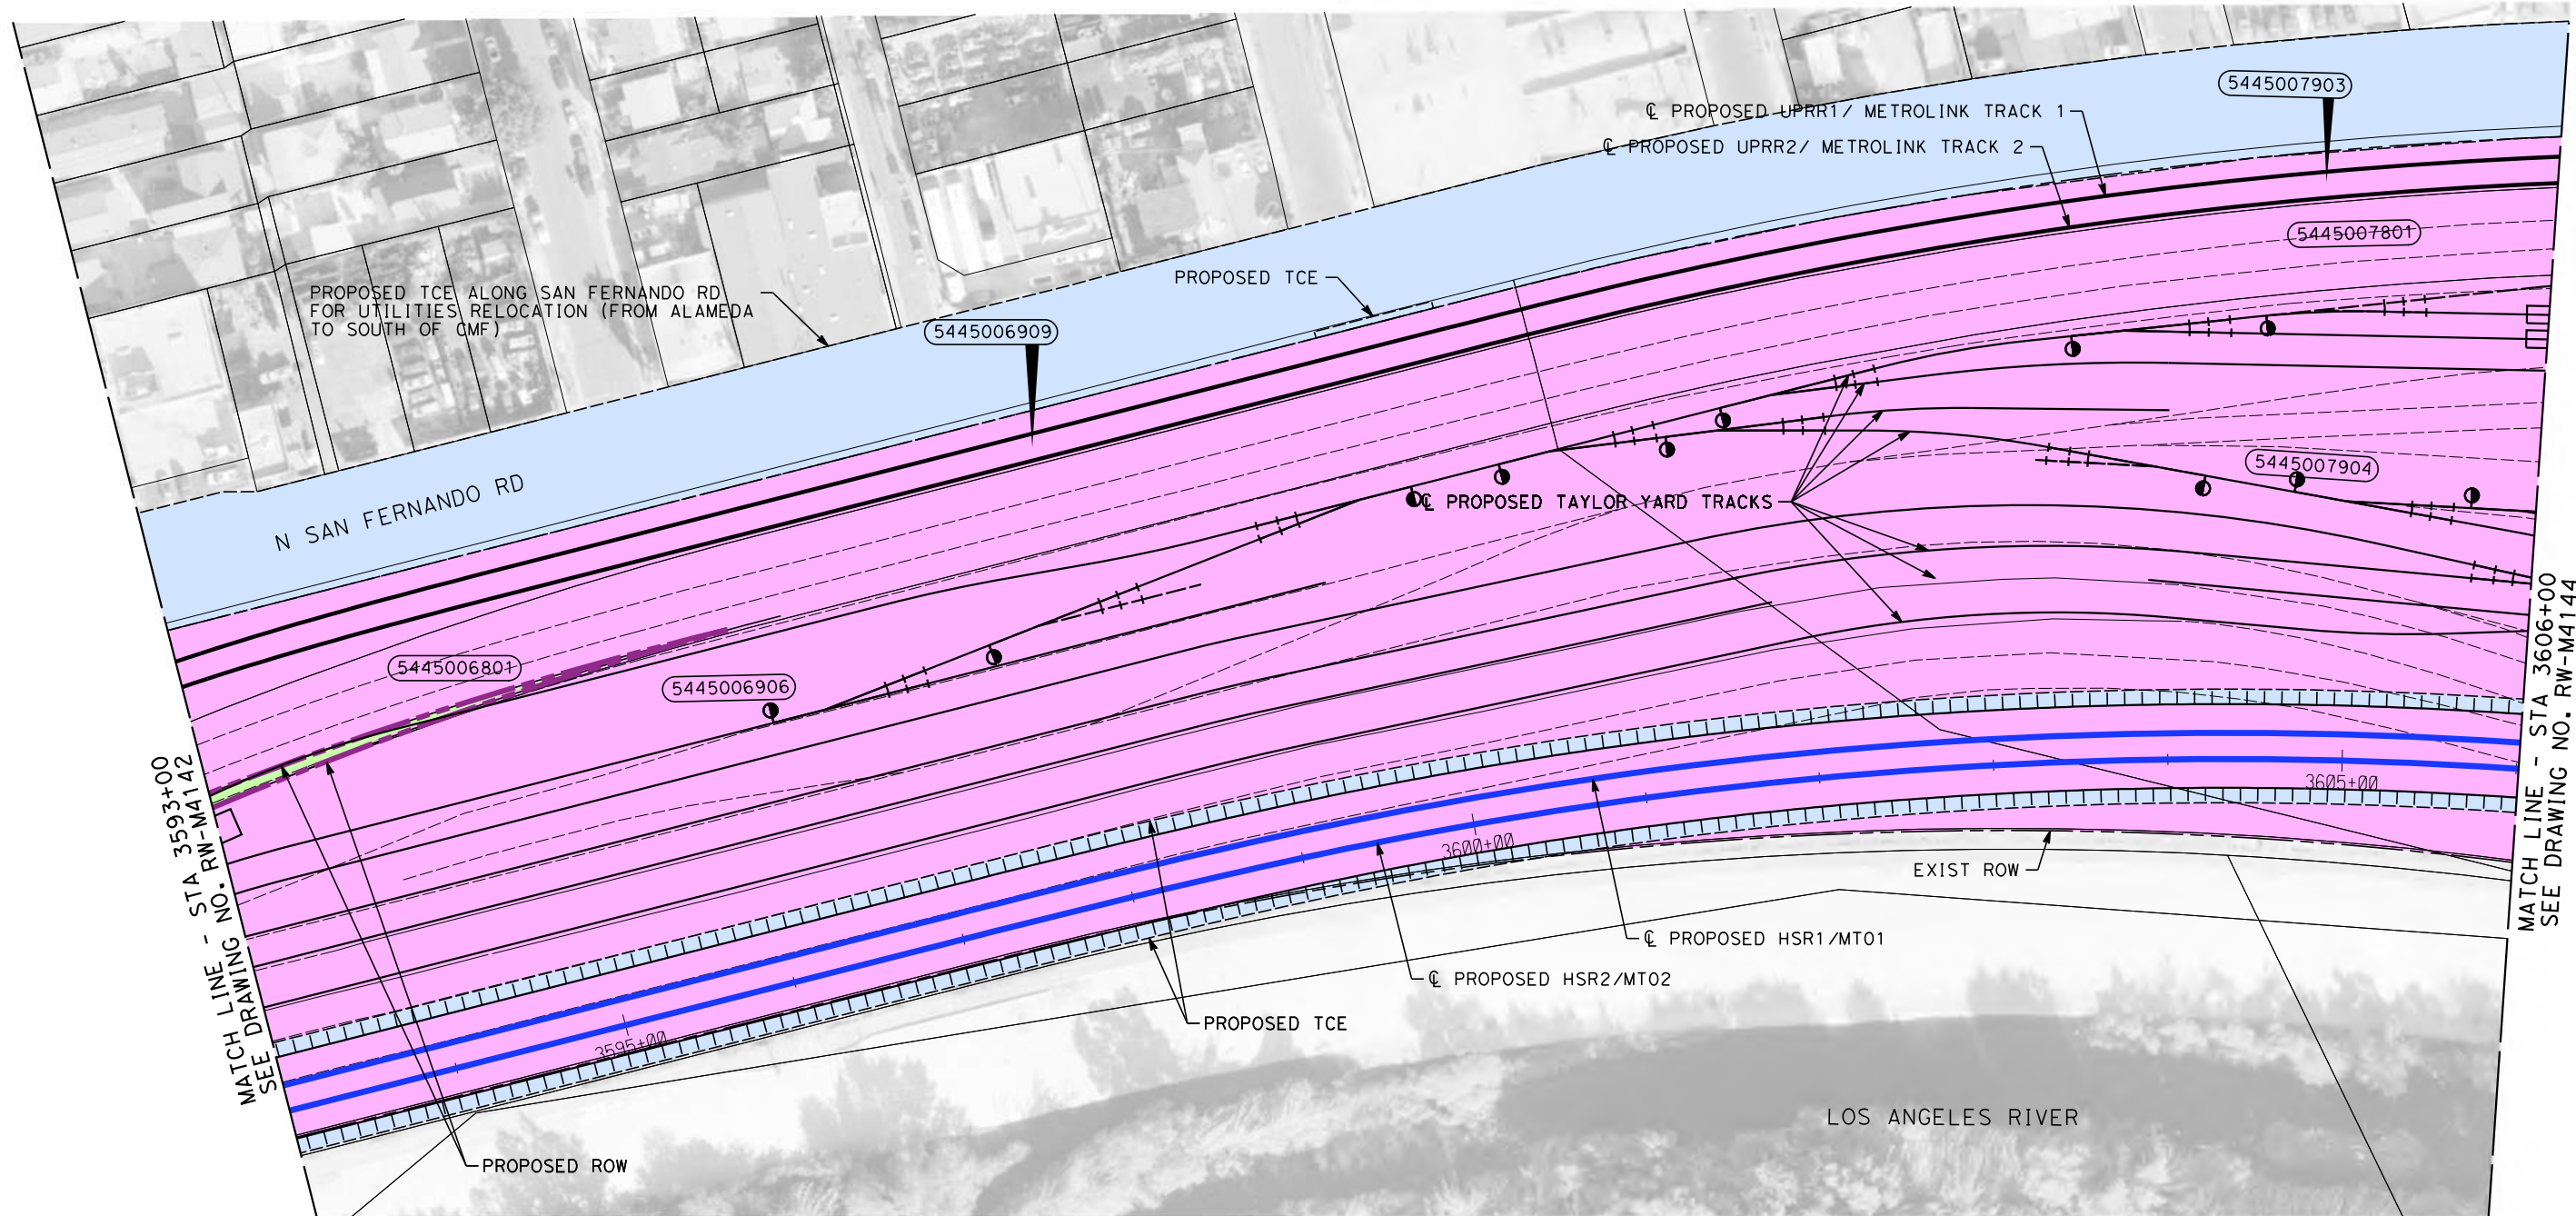 5445007903
℄ PROPOSED UPRR1/ METROLINK TRACK 1
℄ PROPOSED UPRR2/ METROLINK TRACK 2
5445007801
PROPOSED TCE
PROPOSED TCE ALONG SAN FERNANDO RD
FOR UTILITIES RELOCATION (FROM ALAMEDA
TO SOUTH OF CMF)
5445006909
5445007904
N SAN FERNANDO RD
℄ PROPOSED TAYLOR YARD TRACKS
5445006801
5445006906
MATCH LINE - STA 3593+00
SEE DRAWING NO. RW-M4142
MATCH LINE - STA 3606+00
SEE DRAWING NO. RW-M4144
3605+00
3600+00
EXIST ROW
℄ PROPOSED HSR1/MT01
℄ PROPOSED HSR2/MT02
PROPOSED TCE
3595+00
LOS ANGELES RIVER
PROPOSED ROW